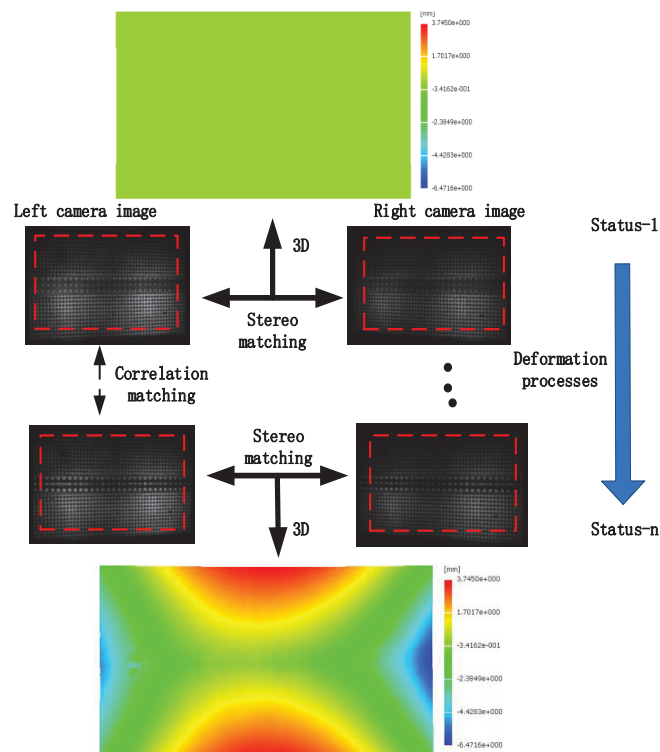 [mm]
3.7450e+000
1.7017e+000
-3.4162e-001
-2.3849e+000
-4.4283e+000
-6.4716e+000
Left camera image
Right camera image
Status-1
3D
Stereo
matching
Correlation
matching
Deformation
processes
Stereo
matching
3D
Status-n
[mm]
3.7450e+000
1.7017e+000
-3.4162e-001
-2.3849e+000
-4.4283e+000
-6.4716e+000